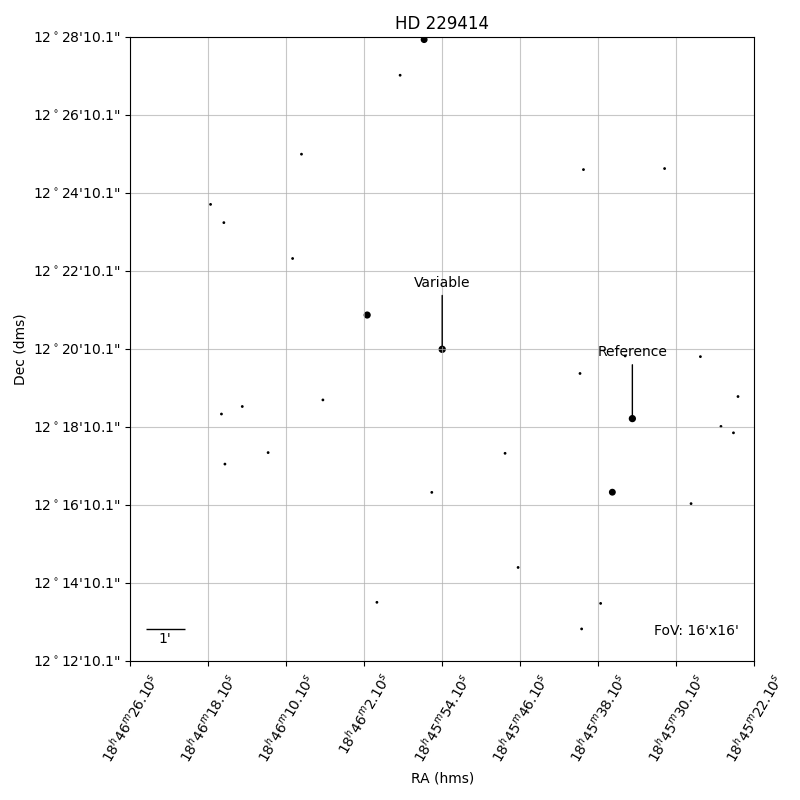 HD 229414
12°28'10.1"
12°26'10.1"
12°24'10.1"
12°22'10.1"
12°20'10.1"
12°18'10.1"
12°16'10.1"
12°14'10.1"
12°12'10.1"
Dec (dms)
Variable
Reference
1'
FoV: 16'x16'
18ʰ46ᵐ26.10ˢ
18ʰ46ᵐ18.10ˢ
18ʰ46ᵐ10.10ˢ
18ʰ46ᵐ2.10ˢ
18ʰ45ᵐ54.10ˢ
18ʰ45ᵐ46.10ˢ
18ʰ45ᵐ38.10ˢ
18ʰ45ᵐ30.10ˢ
18ʰ45ᵐ22.10ˢ
RA (hms)